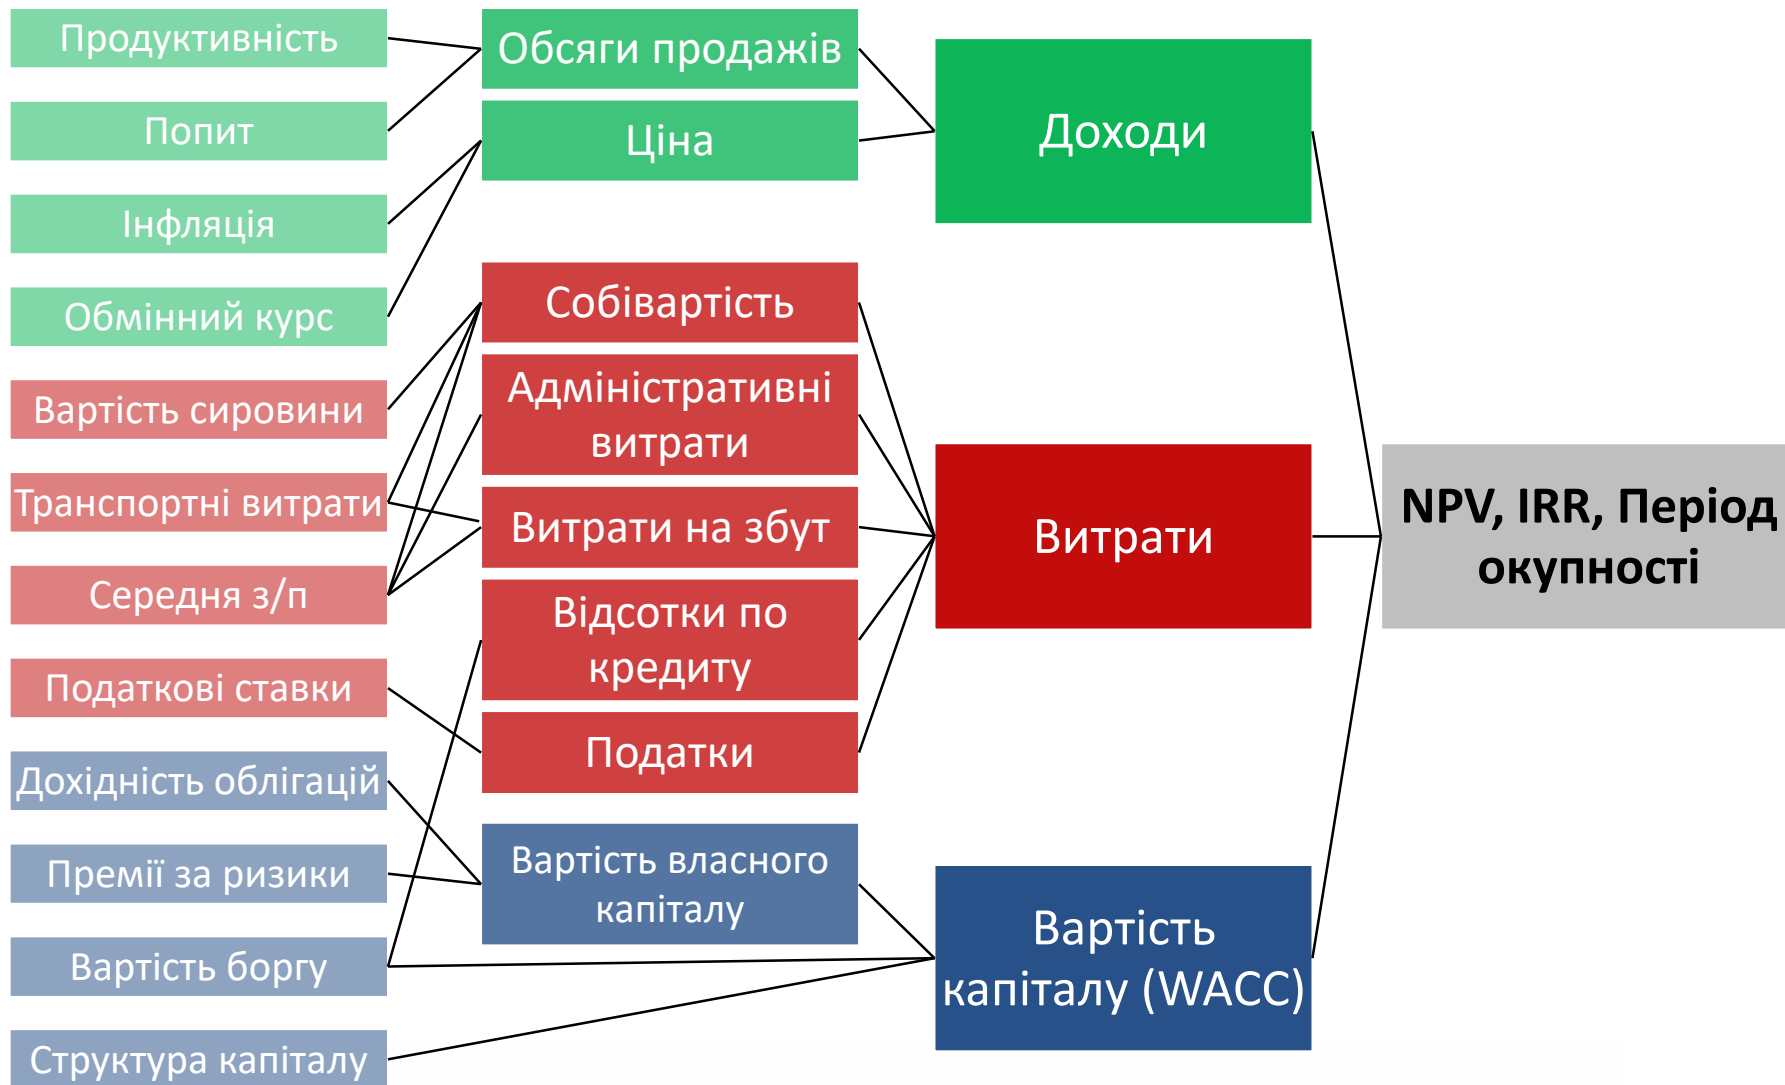 Продуктивність
Попит
Інфляція
Обмінний курс
Вартість сировини
Транспортні витрати
Середня з/п
Податкові ставки
Дохідність облігацій
Премії за ризики
Вартість боргу
Структура капіталу
Обсяги продажів
Ціна
Собівартість
Адміністративні
витрати
Витрати на збут
Відсотки по
кредиту
Податки
Вартість власного
капіталу
Доходи
Витрати
Вартість
капіталу (WACC)
NPV, IRR, Період
окупності